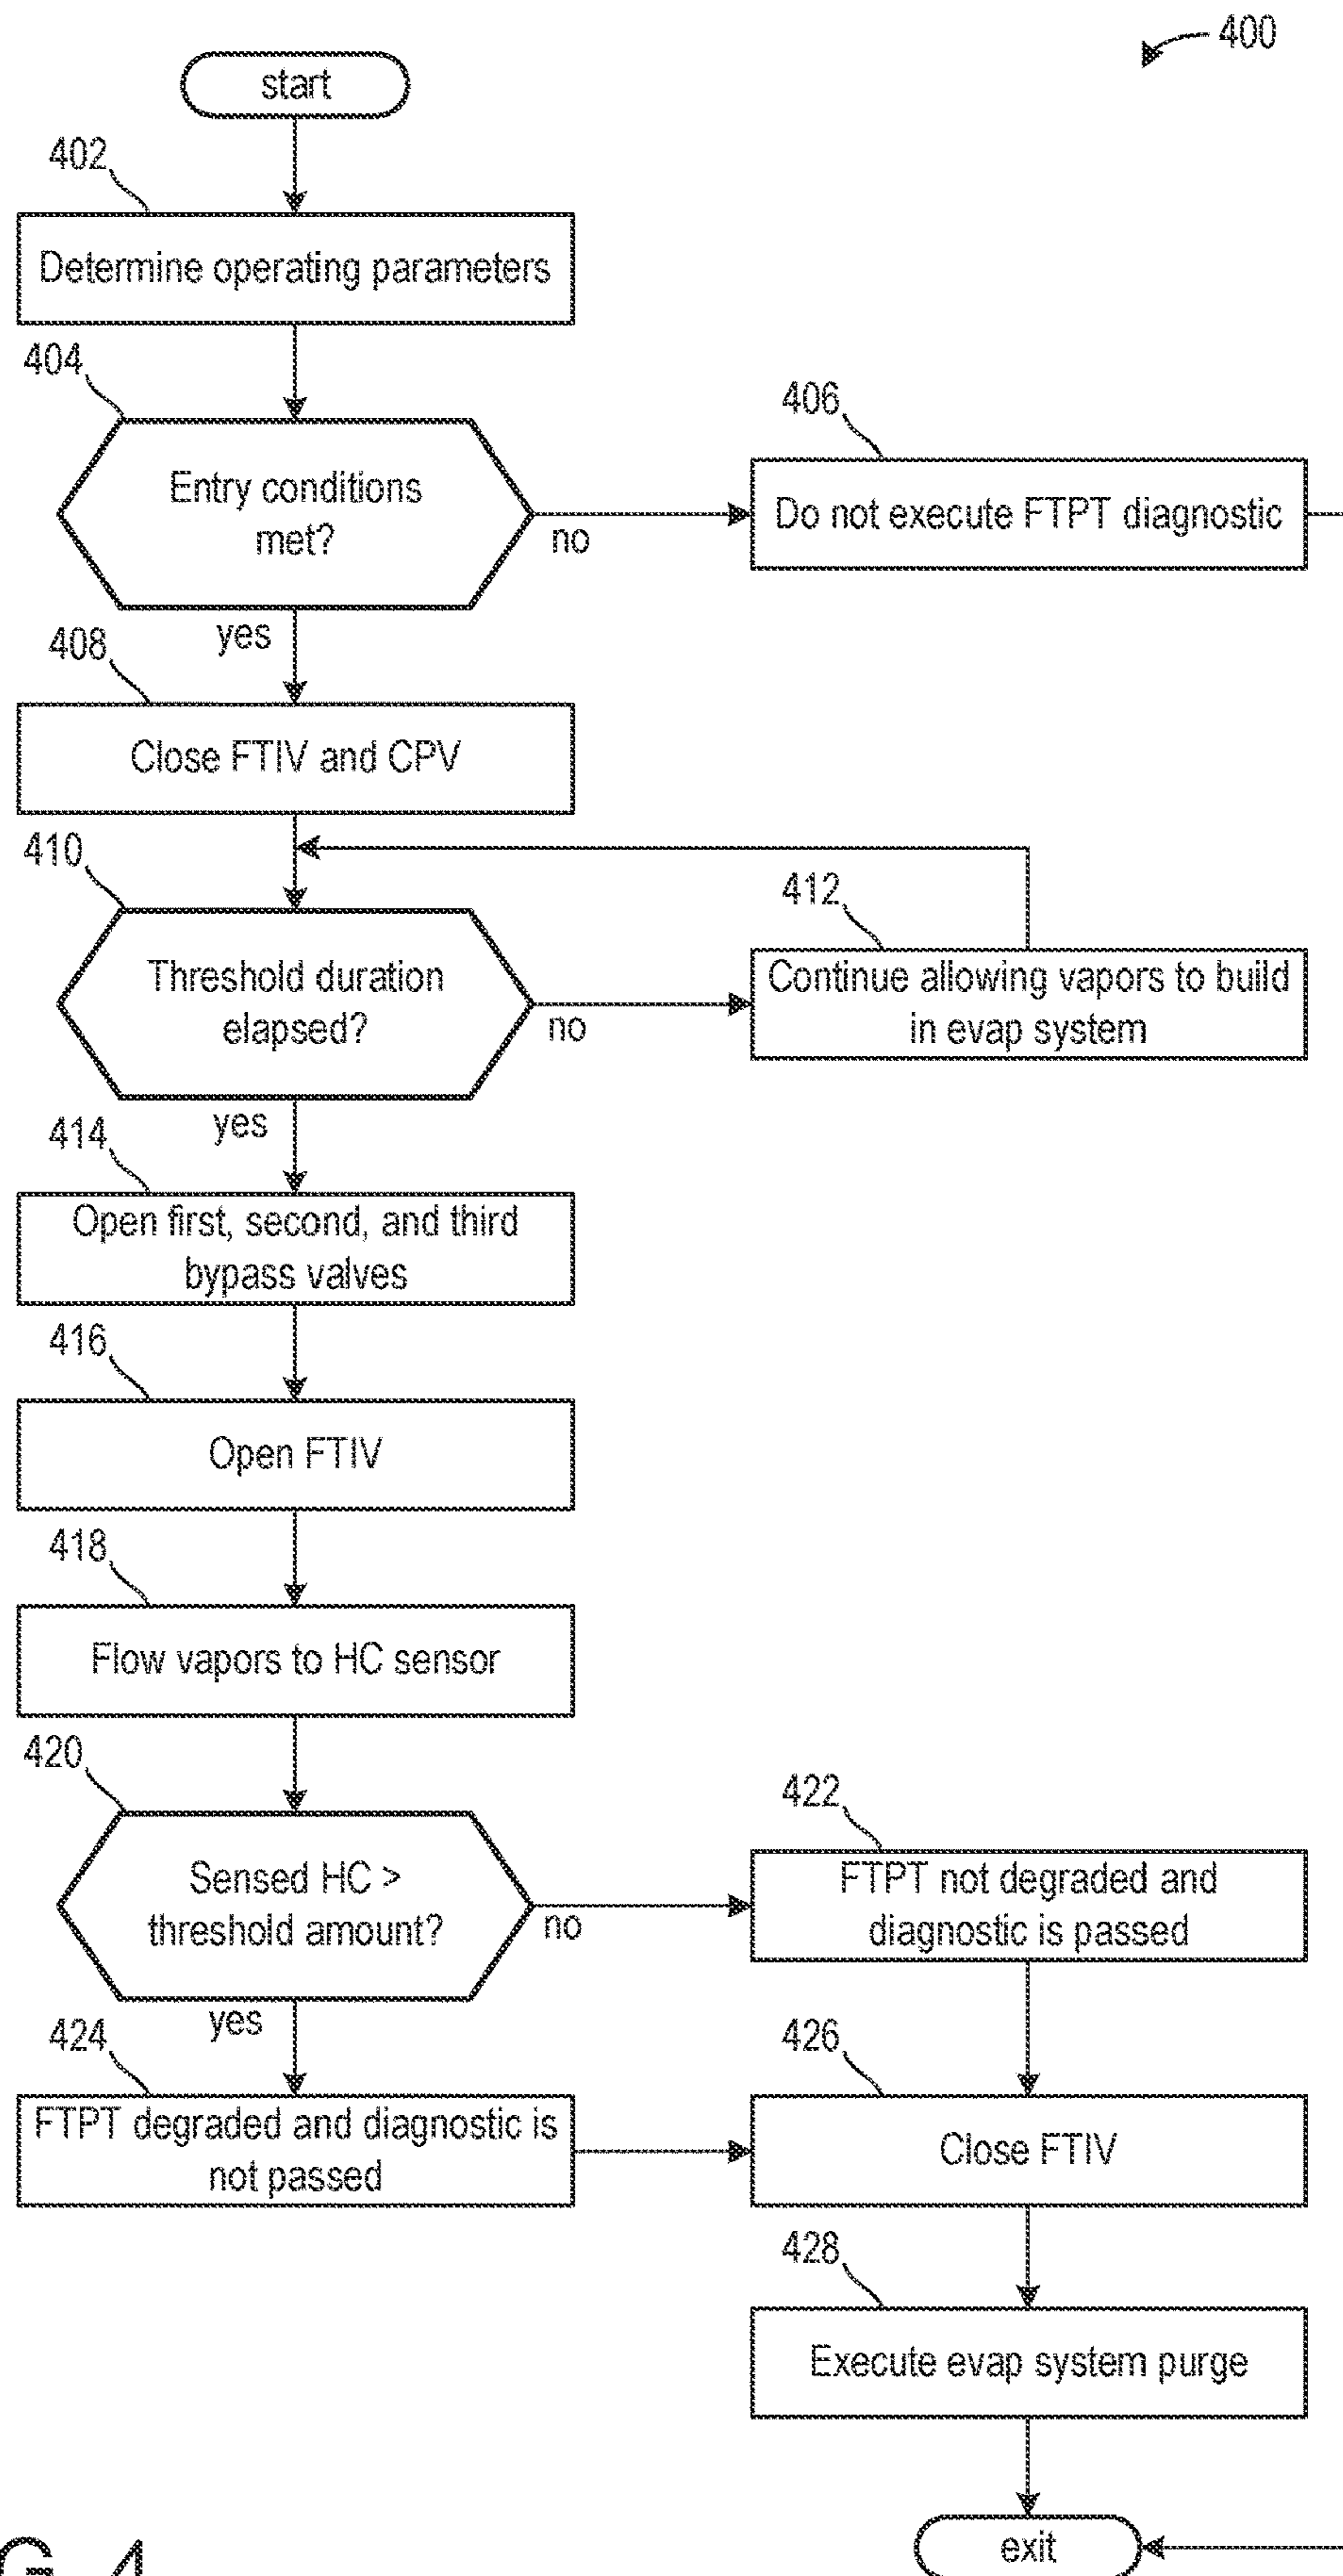 400
start
402
Determine operating parameters
404
Entry conditions
met?
no
406
Do not execute FTPT diagnostic
yes
408
Close FTIV and CPV
410
Threshold duration
elapsed?
no
412
Continue allowing vapors to build
in evap system
yes
414
Open first, second, and third
bypass valves
416
Open FTIV
418
Flow vapors to HC sensor
420
Sensed HC >
threshold amount?
no
422
FTPT not degraded and
diagnostic is passed
yes
424
FTPT degraded and diagnostic is
not passed
426
Close FTIV
428
Execute evap system purge
exit
G. 4